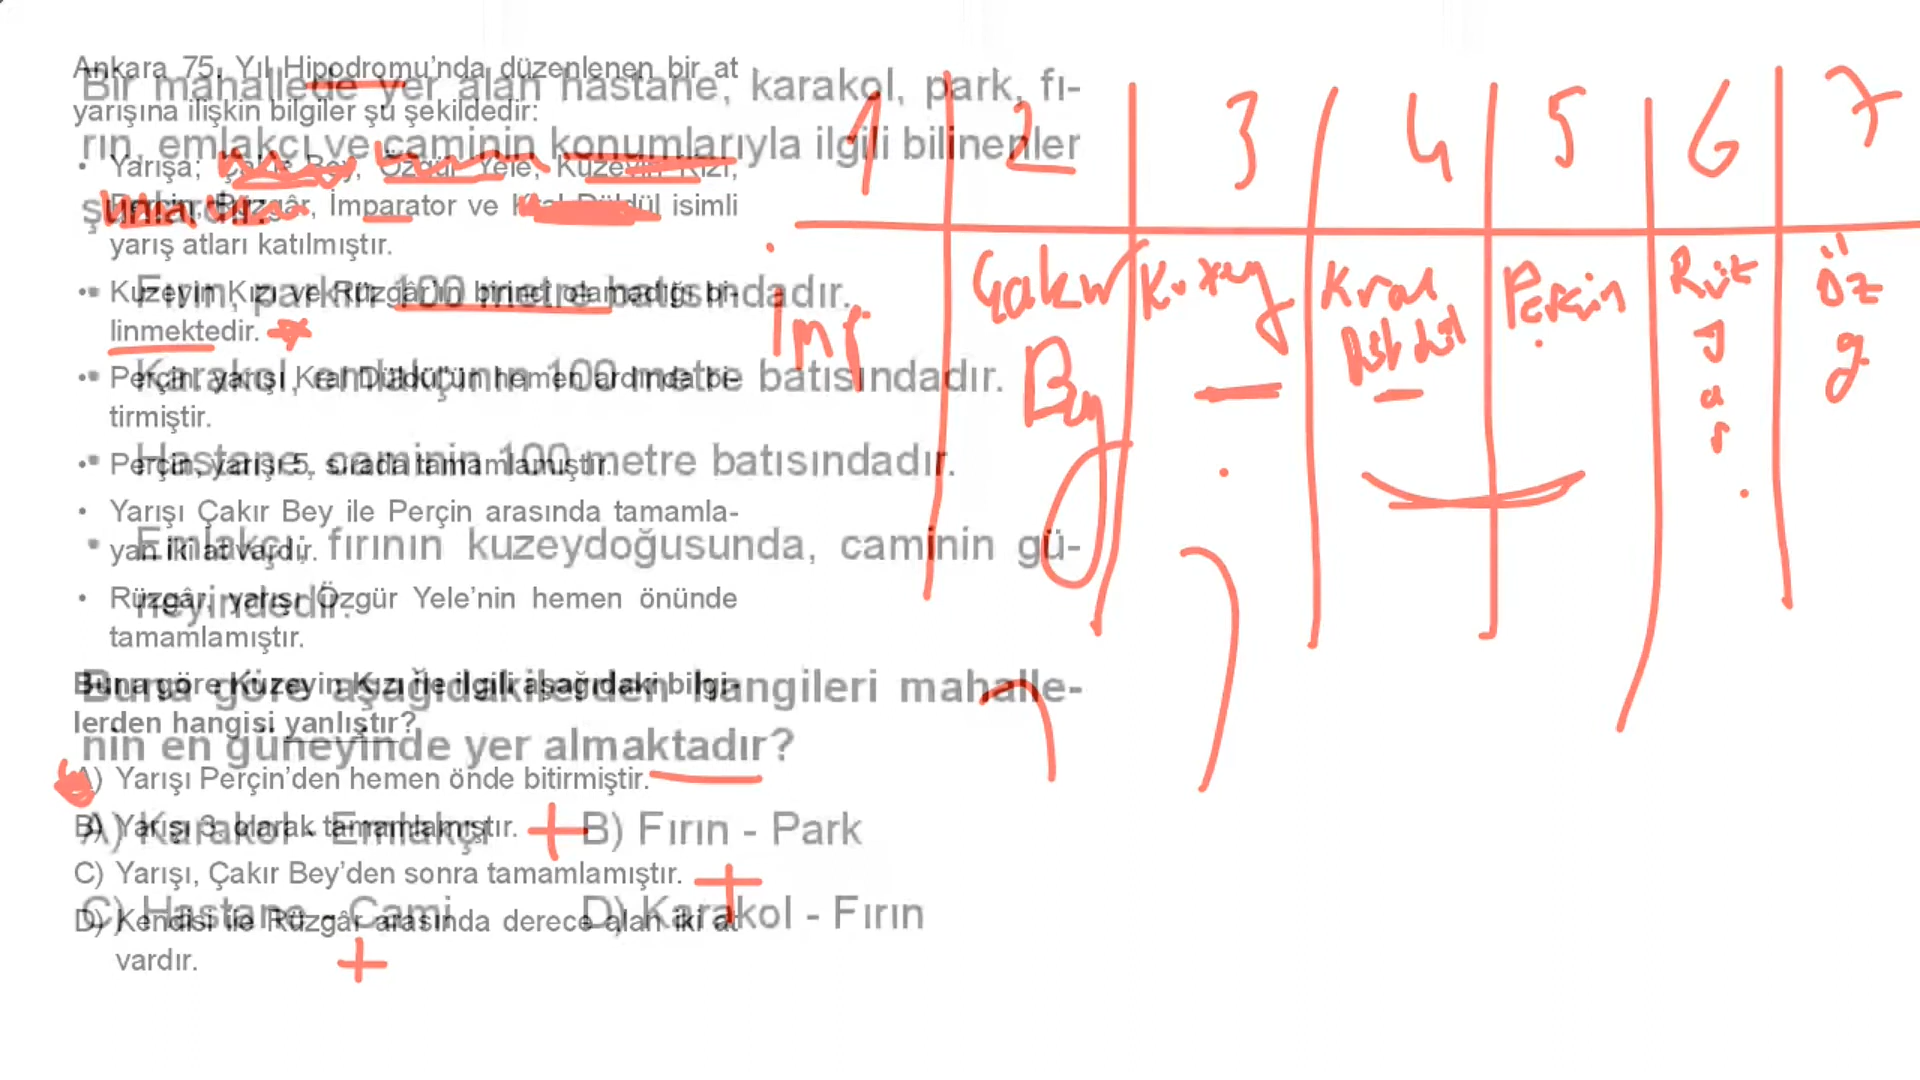 Ankara 75. Yıl Hipodromu'nda düzenlenen bir at
yarışına ilişkin bilgiler şu şekildedir:
• Yarışa; Çakır Bey, Özgür Yele, Kuzeyin Kızı,
Perçin, Rüzgâr, İmparator ve Kral Düldül isimli
yarış atları katılmıştır.
• Kuzeyin Kızı ve Rüzgâr'ın birinci olamadığı bi-
linmektedir.
• Perçin, yarışı Kral Düldül'ün hemen ardında bi-
tirmiştir.
• Perçin, yarışı 5. sırada tamamlamıştır.
• Yarışı Çakır Bey ile Perçin arasında tamamla-
yan iki at vardır.
• Rüzgâr, yarışı Özgür Yele'nin hemen önünde
tamamlamıştır.
Buna göre Kuzeyin Kızı ile ilgili aşağıdaki bilgi-
lerden hangisi yanlıştır?
A) Yarışı Perçin'den hemen önde bitirmiştir.
B) Yarışı 3. olarak tamamlamıştır.
C) Yarışı, Çakır Bey'den sonra tamamlamıştır.
D) Kendisi ile Rüzgâr arasında derece alan iki at
vardır.
Bir mahallede yer alan hastane, karakol, park, fı-
rın, emlakçı ve caminin konumlarıyla ilgili bilinenler
şunlardır:
• Fırın, parkın 100 metre batısındadır.
• Karakol, emlakçının 100 metre batısındadır.
• Hastane, caminin 100 metre batısındadır.
• Emlakçı; fırının kuzeydoğusunda, caminin gü-
neyindedir.
Buna göre aşağıdakilerden hangileri mahalle-
nin en güneyinde yer almaktadır?
A) Karakol - Emlakçı B) Fırın - Park
C) Hastane - Cami D) Karakol - Fırın
1 2 3 4 5 6 7
İmp
Çakır
Bey
Kuzey
Kral
Düldül
Perçin
Rüz
gar
Öz
g